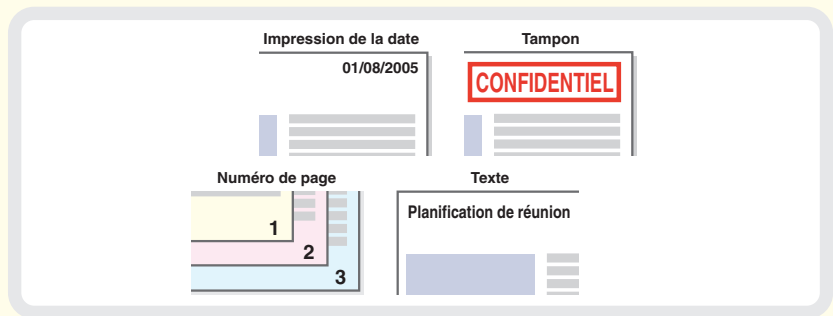 Impression de la date
01/08/2005
Tampon
CONFIDENTIEL
Numéro de page
1
2
3
Texte
Planification de réunion